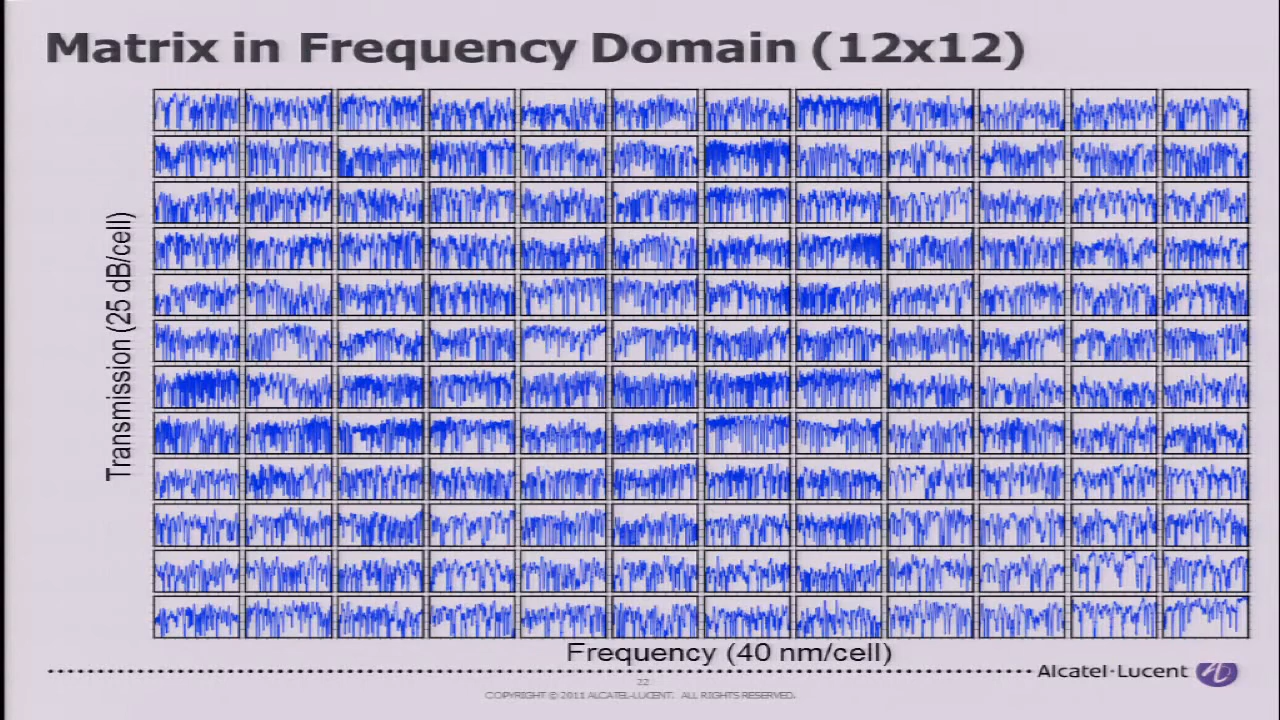 Matrix in Frequency Domain (12x12)
Transmission (25 dB/cell)
Frequency (40 nm/cell)
Alcatel·Lucent
22
COPYRIGHT © 2011 ALCATEL-LUCENT. ALL RIGHTS RESERVED.